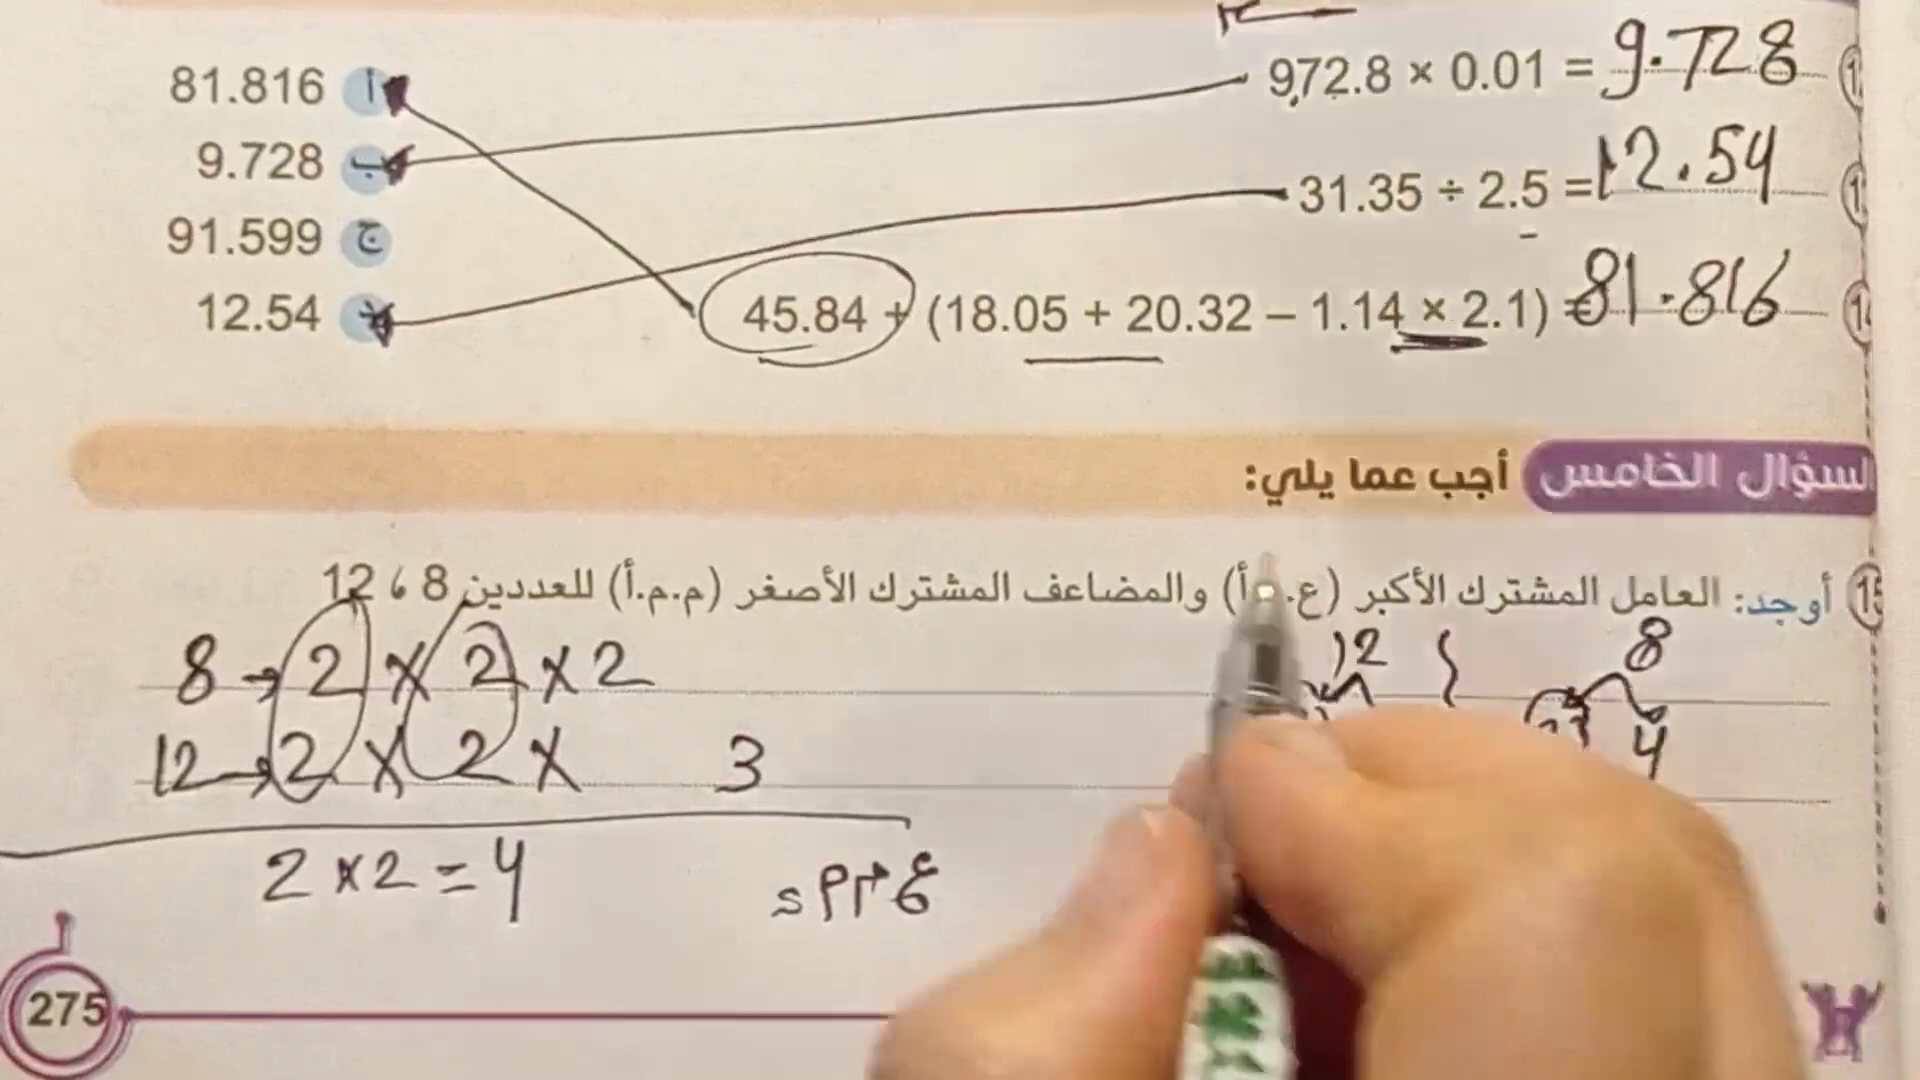 972.8 × 0.01 = 9.728
81.816 أ
31.35 ÷ 2.5 = 12.54
9.728 ب
91.599 ج
45.84 + (18.05 + 20.32 – 1.14 × 2.1) = 81.816
12.54
السؤال الخامس أجب عما يلي:
15 أوجد: العامل المشترك الأكبر (ع.م.أ) والمضاعف المشترك الأصغر (م.م.أ) للعددين 8 ، 12
8 → 2 × 2 × 2
12 8
12 → 2 × 2 × 3
4
2 × 2 = 4
275